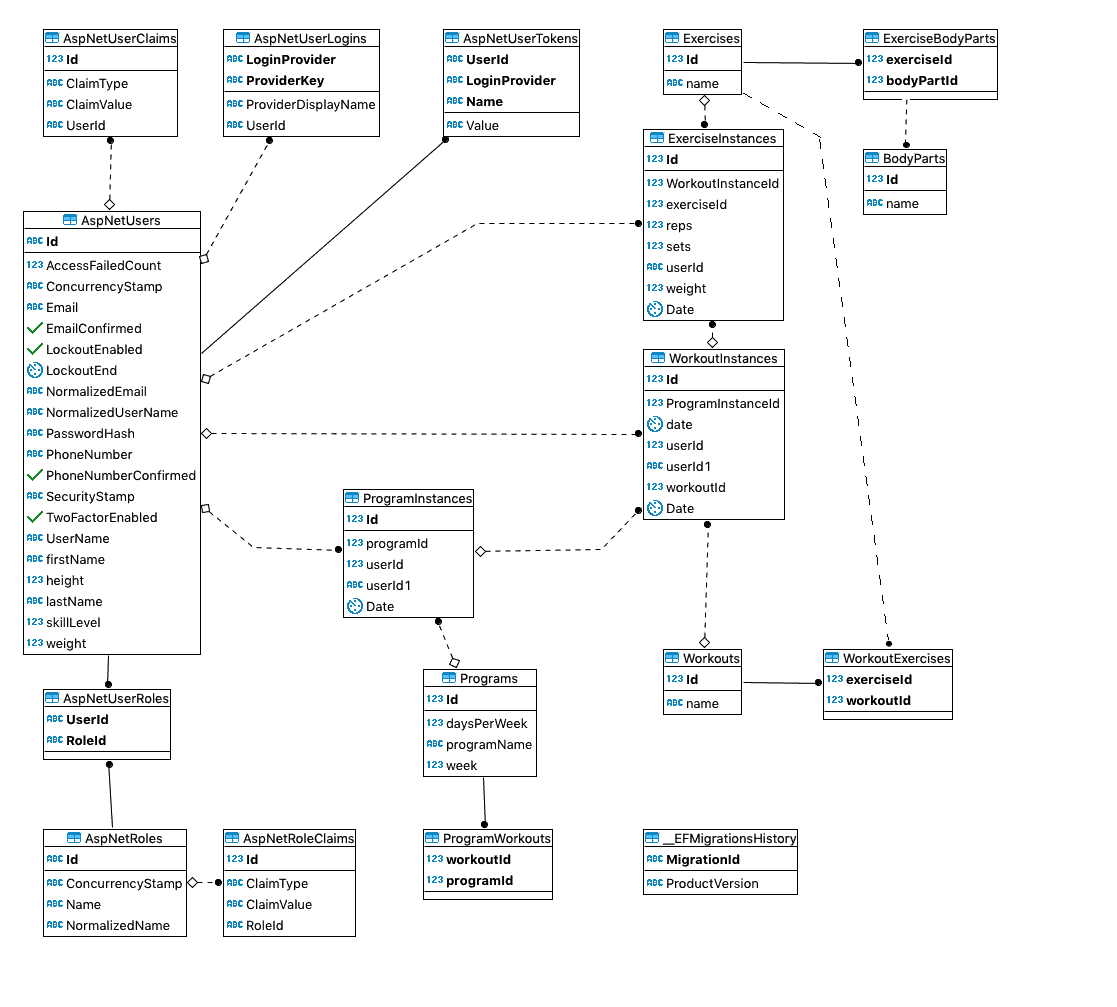 AspNetUserClaims
123 Id
ABC ClaimType
ABC ClaimValue
ABC UserId
AspNetUserLogins
ABC LoginProvider
ABC ProviderKey
ABC ProviderDisplayName
ABC UserId
AspNetUserTokens
ABC UserId
ABC LoginProvider
ABC Name
ABC Value
Exercises
123 Id
ABC name
ExerciseBodyParts
123 exerciseId
123 bodyPartId
BodyParts
123 Id
ABC name
ExerciseInstances
123 Id
123 WorkoutInstanceId
123 exerciseId
123 reps
123 sets
ABC userId
123 weight
Date
AspNetUsers
ABC Id
123 AccessFailedCount
ABC ConcurrencyStamp
ABC Email
EmailConfirmed
LockoutEnabled
LockoutEnd
ABC NormalizedEmail
ABC NormalizedUserName
ABC PasswordHash
ABC PhoneNumber
PhoneNumberConfirmed
ABC SecurityStamp
TwoFactorEnabled
ABC UserName
ABC firstName
123 height
ABC lastName
123 skillLevel
123 weight
WorkoutInstances
123 Id
123 ProgramInstanceId
date
123 userId
ABC userId1
123 workoutId
Date
ProgramInstances
123 Id
123 programId
123 userId
ABC userId1
Date
Workouts
123 Id
ABC name
WorkoutExercises
123 exerciseId
123 workoutId
Programs
123 Id
123 daysPerWeek
ABC programName
123 week
AspNetUserRoles
ABC UserId
ABC RoleId
AspNetRoles
ABC Id
ABC ConcurrencyStamp
ABC Name
ABC NormalizedName
AspNetRoleClaims
123 Id
ABC ClaimType
ABC ClaimValue
ABC RoleId
ProgramWorkouts
123 workoutId
123 programId
__EFMigrationsHistory
ABC MigrationId
ABC ProductVersion